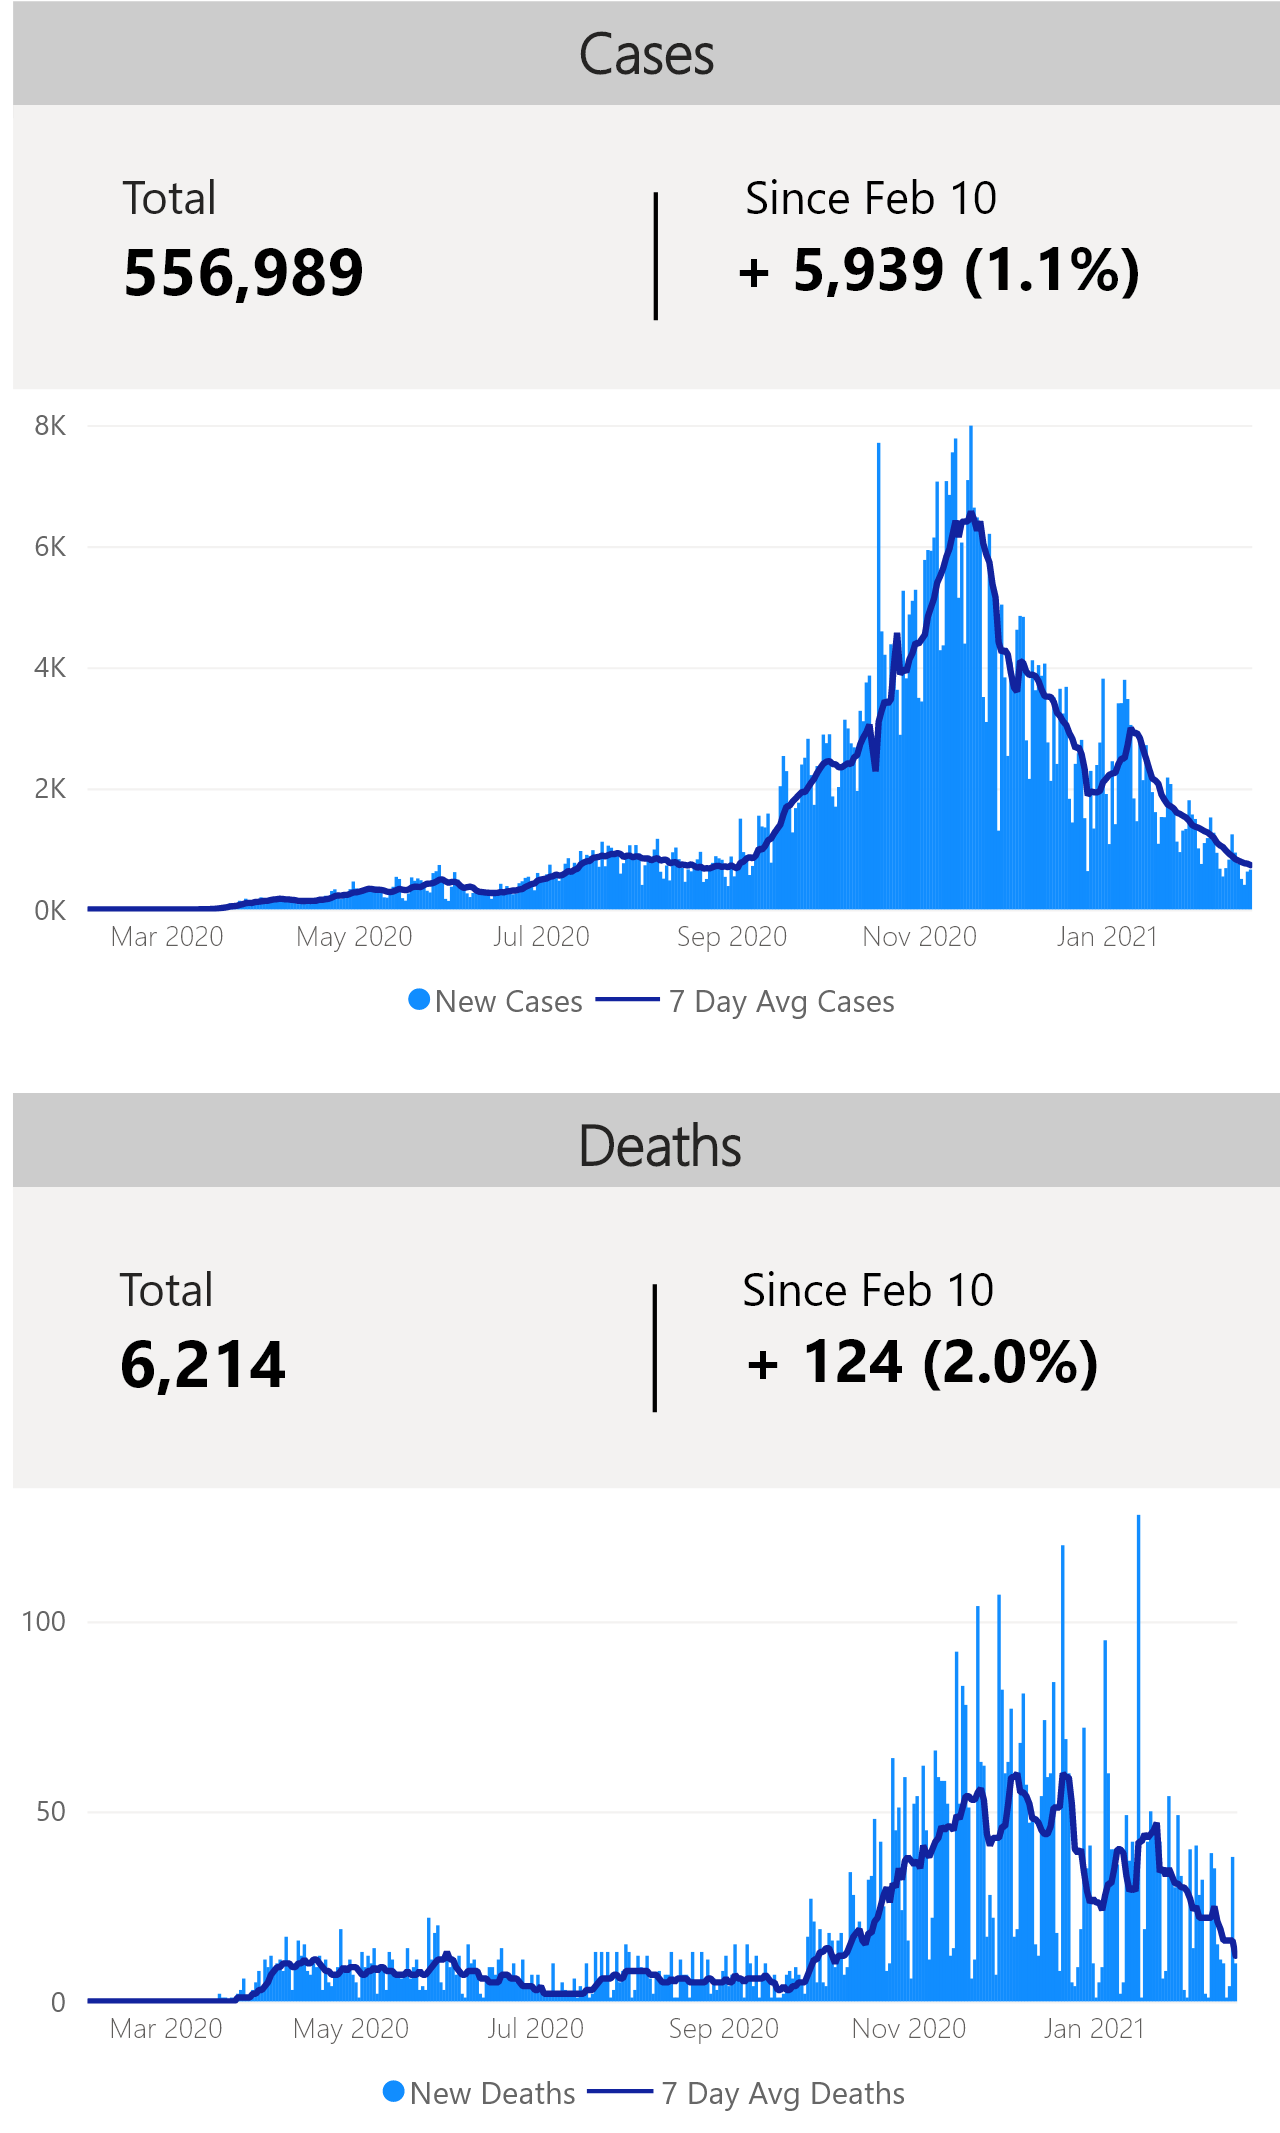 Cases
Total
Since Feb 10
556,989
+ 5,939 (1.1%)
8K
6K
4K
2K
0K
Mar 2020 May 2020 Jul 2020 Sep 2020 Nov 2020 Jan 2021
New Cases 7 Day Avg Cases
Deaths
Total
Since Feb 10
6,214
+ 124 (2.0%)
100
50
0
Mar 2020 May 2020 Jul 2020 Sep 2020 Nov 2020 Jan 2021
New Deaths 7 Day Avg Deaths